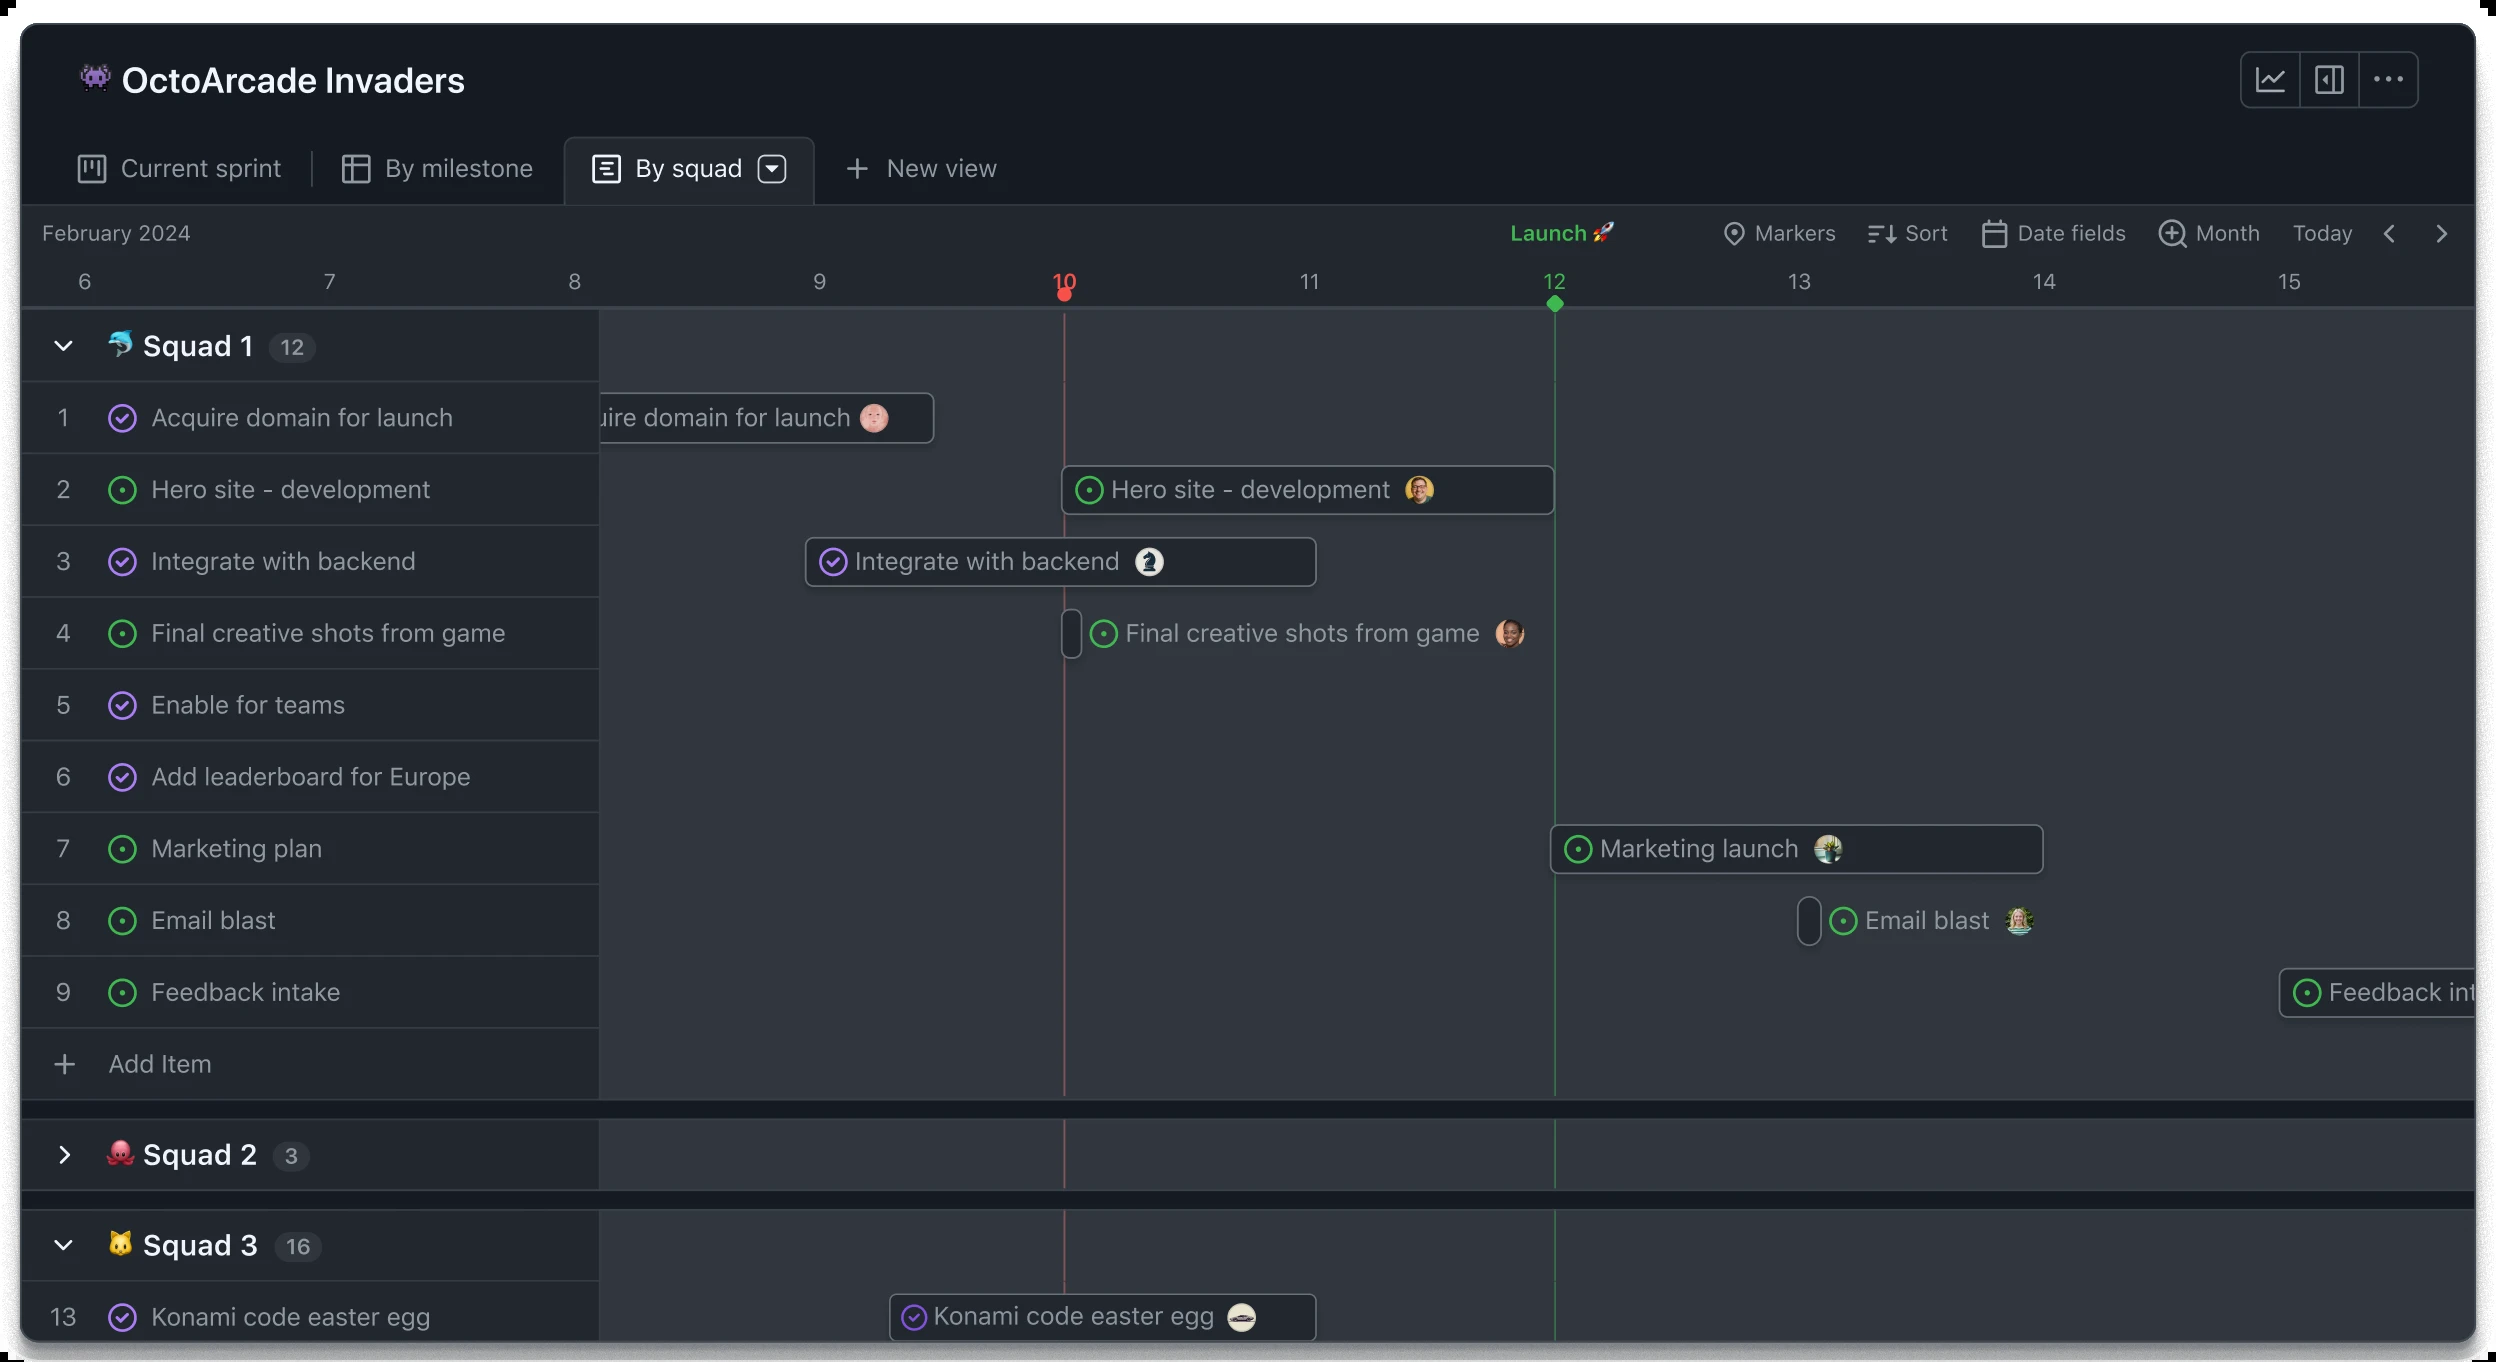 OctoArcade Invaders
Current sprint
By milestone
By squad
New view
February 2024
Launch 🚀
Markers
Sort
Date fields
Month
Today
6 7 8 9 10 11 12 13 14 15
Squad 1 12
1 Acquire domain for launch
uire domain for launch
2 Hero site - development
Hero site - development
3 Integrate with backend
Integrate with backend
4 Final creative shots from game
Final creative shots from game
5 Enable for teams
6 Add leaderboard for Europe
7 Marketing plan
Marketing launch
8 Email blast
Email blast
9 Feedback intake
Feedback int
Add Item
Squad 2 3
Squad 3 16
13 Konami code easter egg
Konami code easter egg